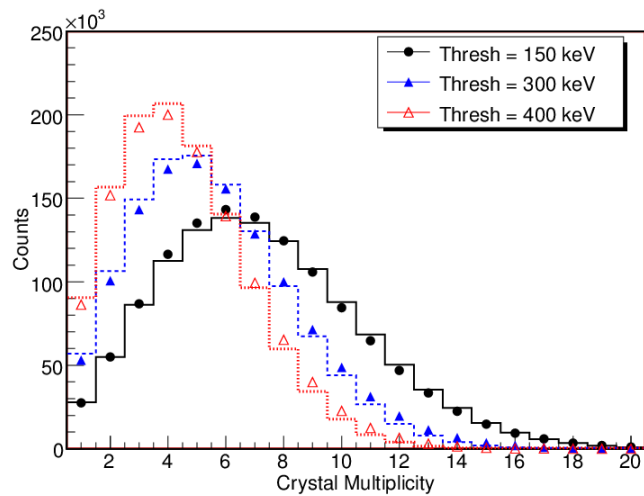 ×10³
250
200
150
100
50
0
Counts
Thresh = 150 keV
Thresh = 300 keV
Thresh = 400 keV
2 4 6 8 10 12 14 16 18 20
Crystal Multiplicity